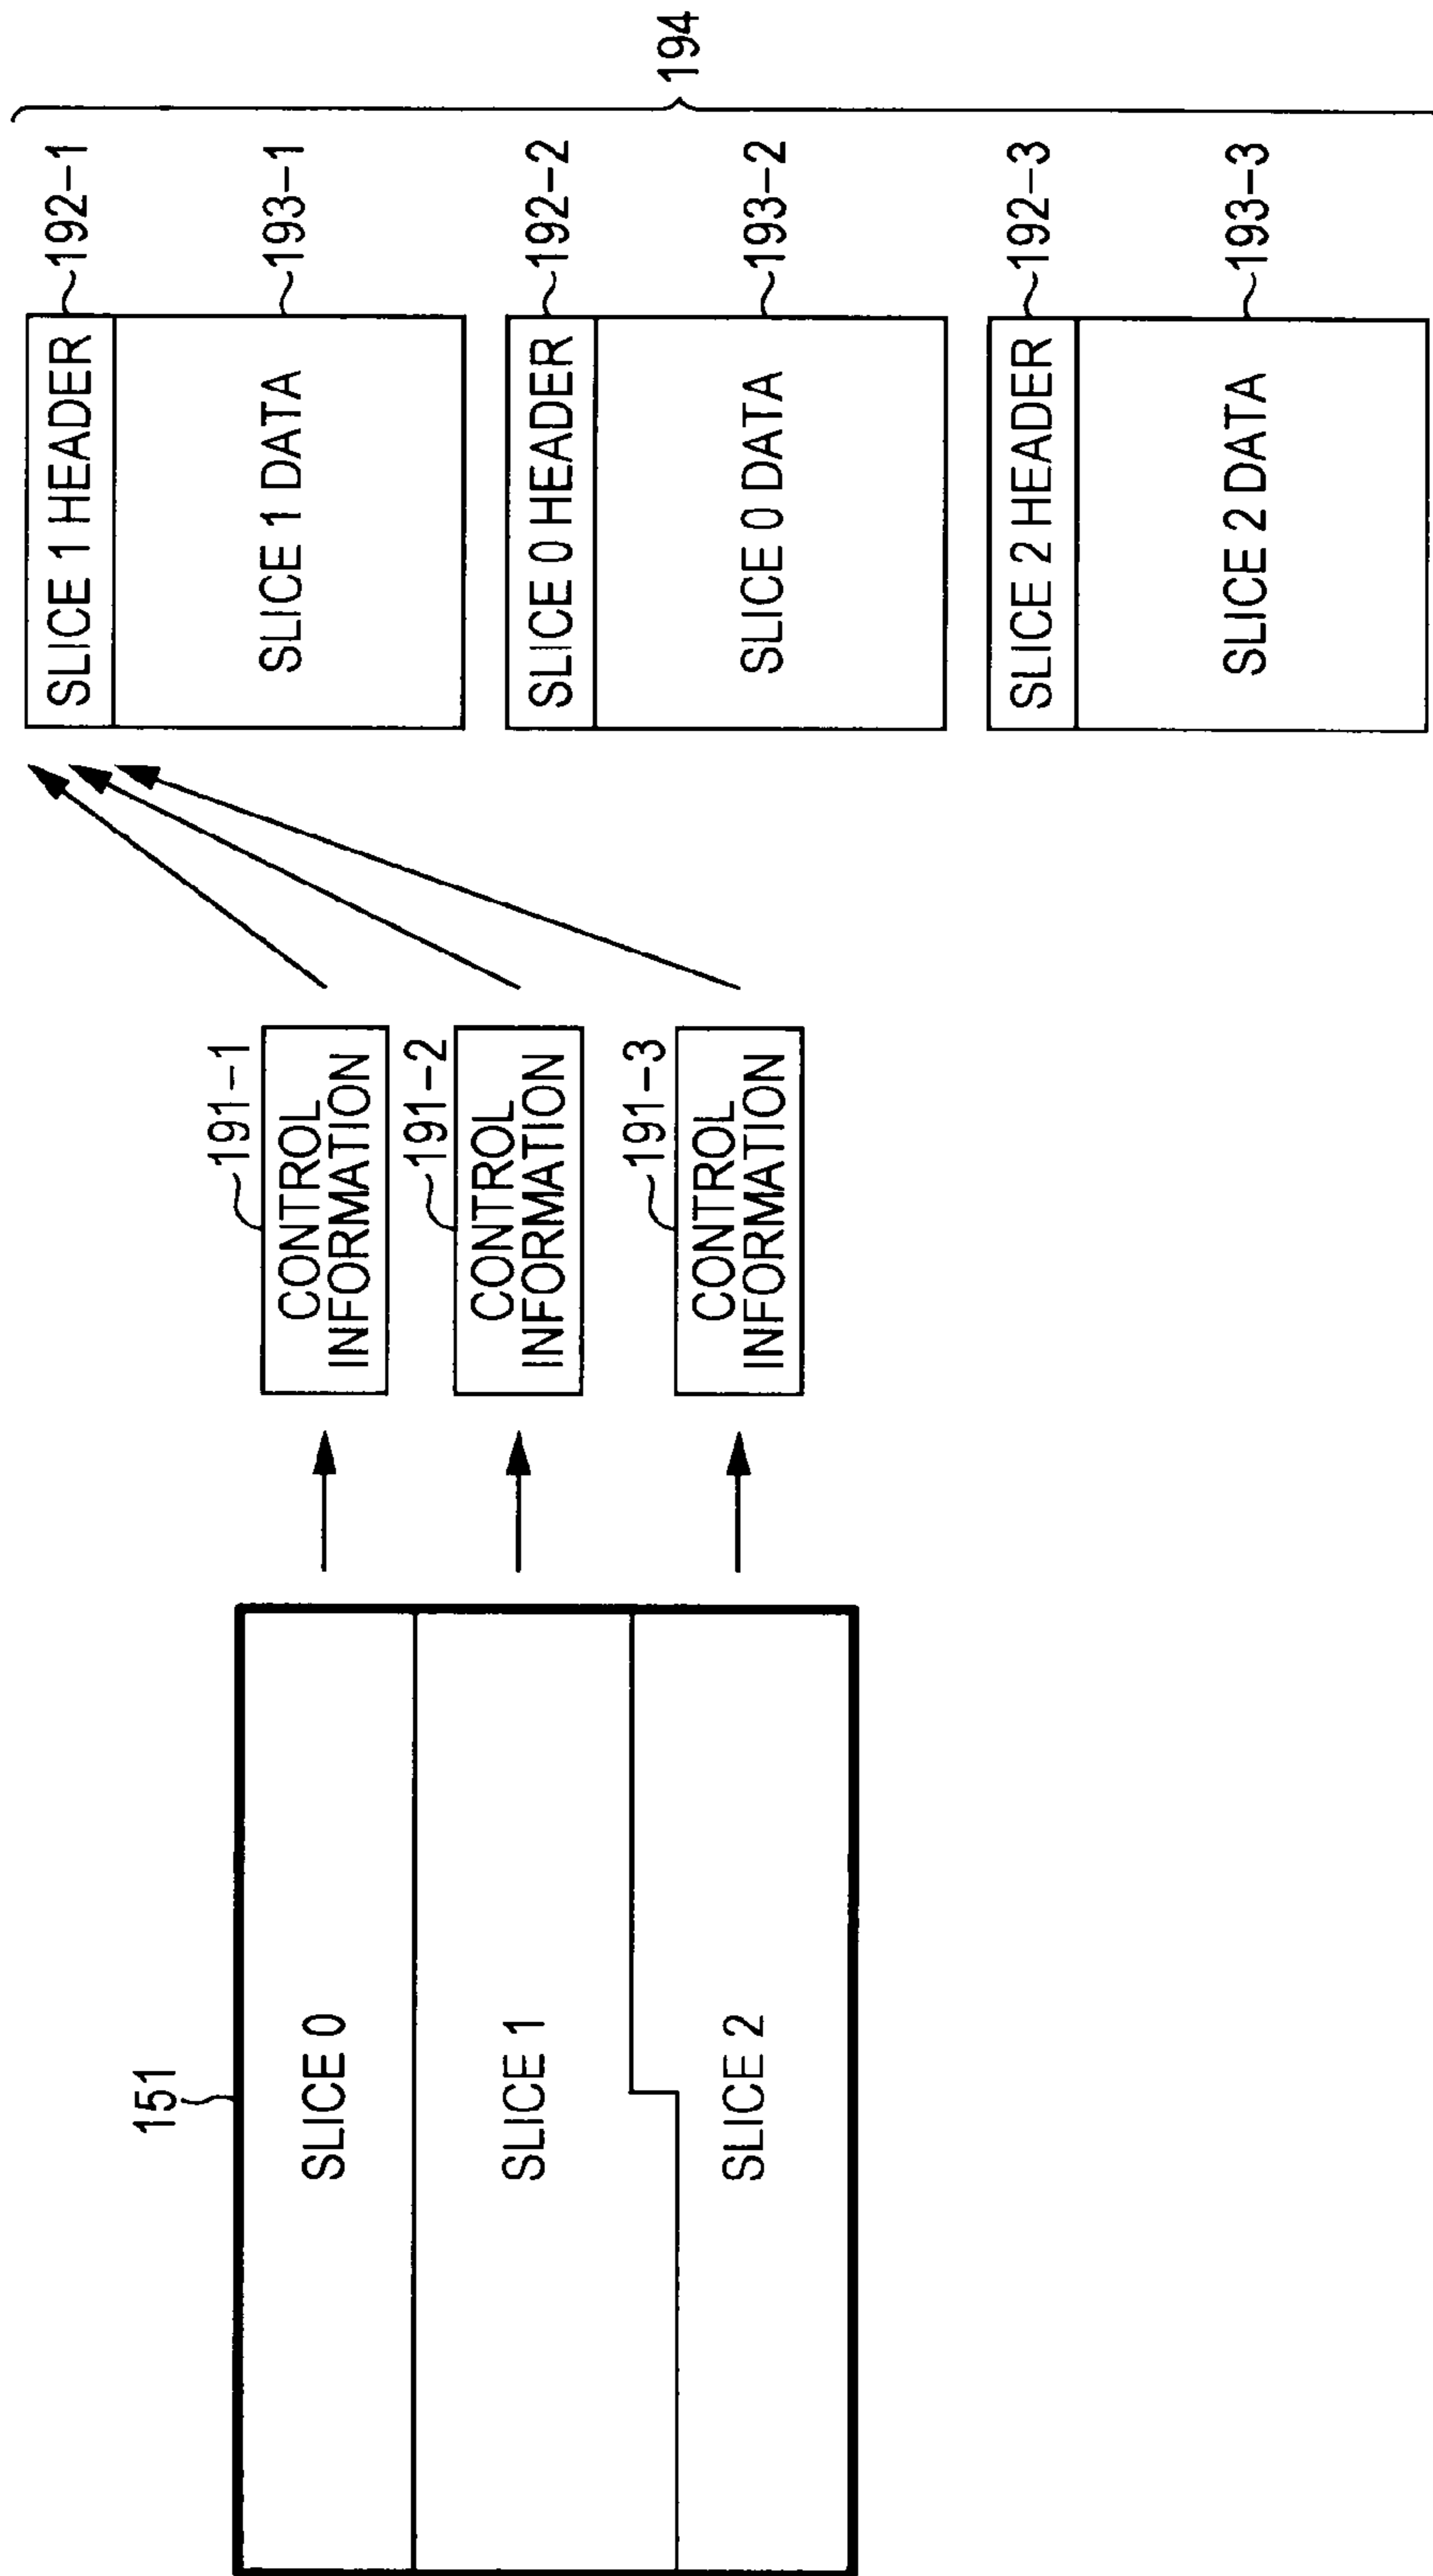 151
SLICE 0
SLICE 1
SLICE 2
191-1
CONTROL
INFORMATION
191-2
CONTROL
INFORMATION
191-3
CONTROL
INFORMATION
SLICE 1 HEADER
192-1
SLICE 1 DATA
193-1
SLICE 0 HEADER
192-2
SLICE 0 DATA
193-2
SLICE 2 HEADER
192-3
SLICE 2 DATA
193-3
194